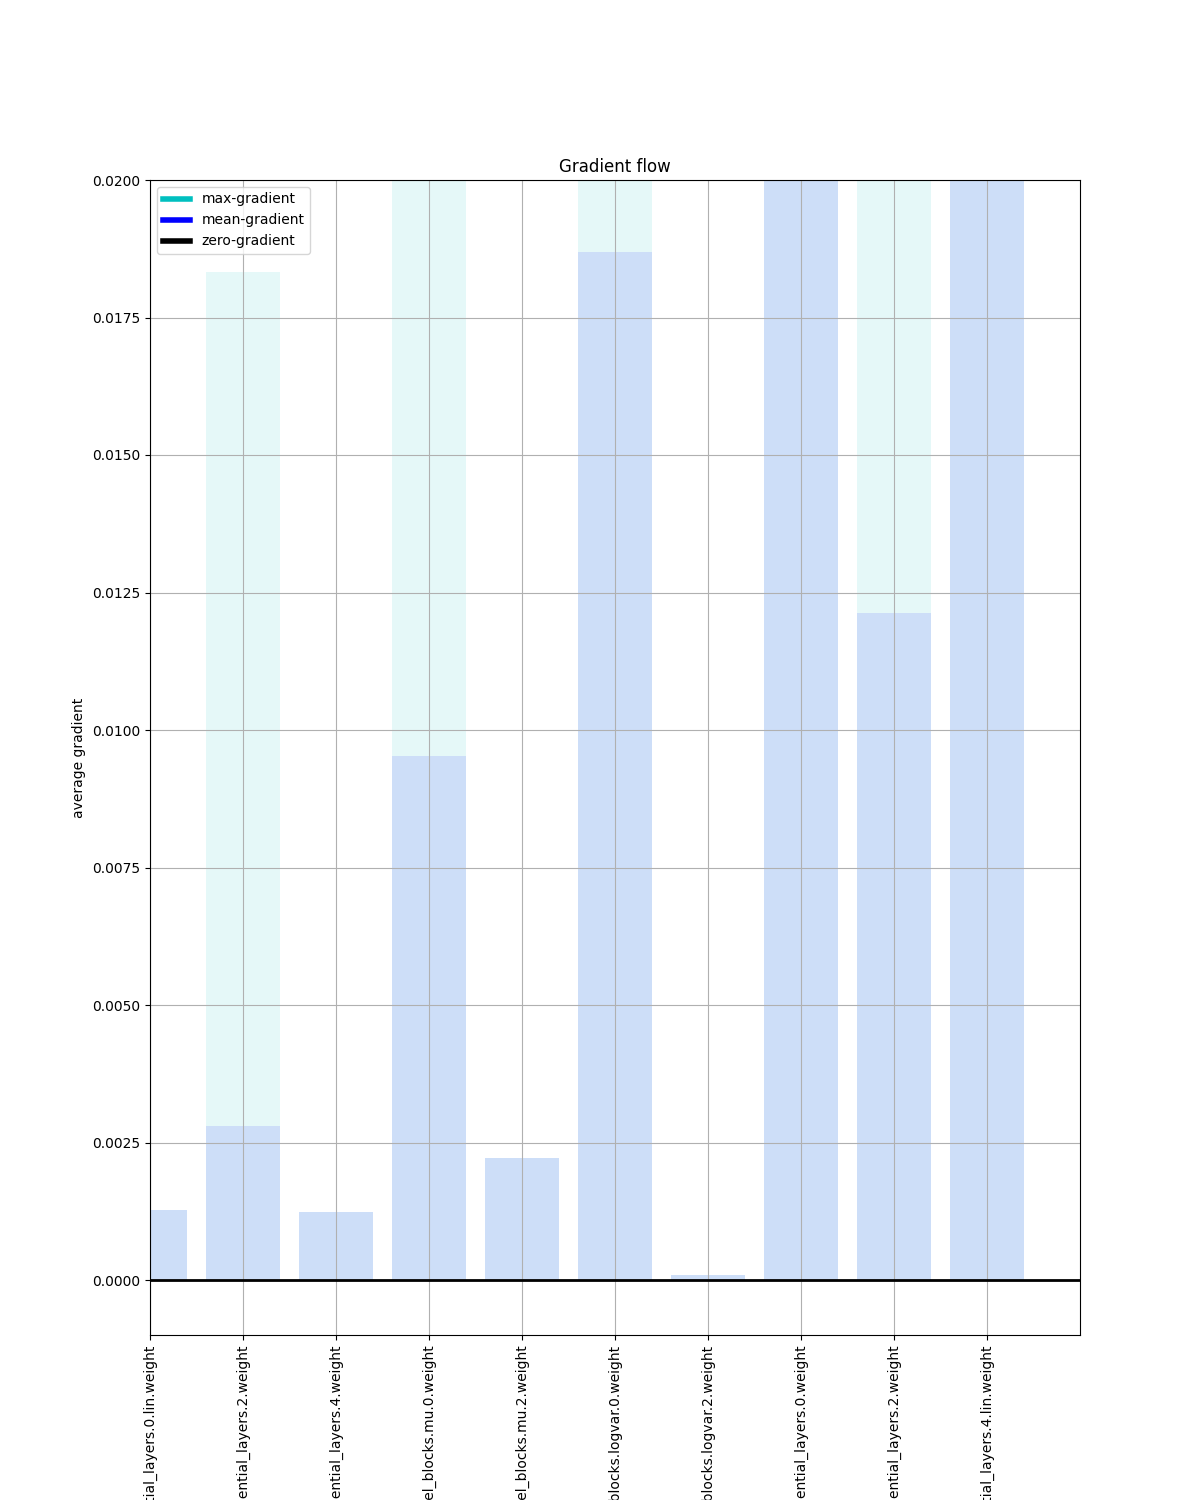 Gradient flow
max-gradient
mean-gradient
zero-gradient
0.0200
0.0175
0.0150
0.0125
0.0100
0.0075
0.0050
0.0025
0.0000
average gradient
tial_layers.0.lin.weight
ential_layers.2.weight
ential_layers.4.weight
el_blocks.mu.0.weight
el_blocks.mu.2.weight
blocks.logvar.0.weight
blocks.logvar.2.weight
ential_layers.0.weight
ential_layers.2.weight
tial_layers.4.lin.weight